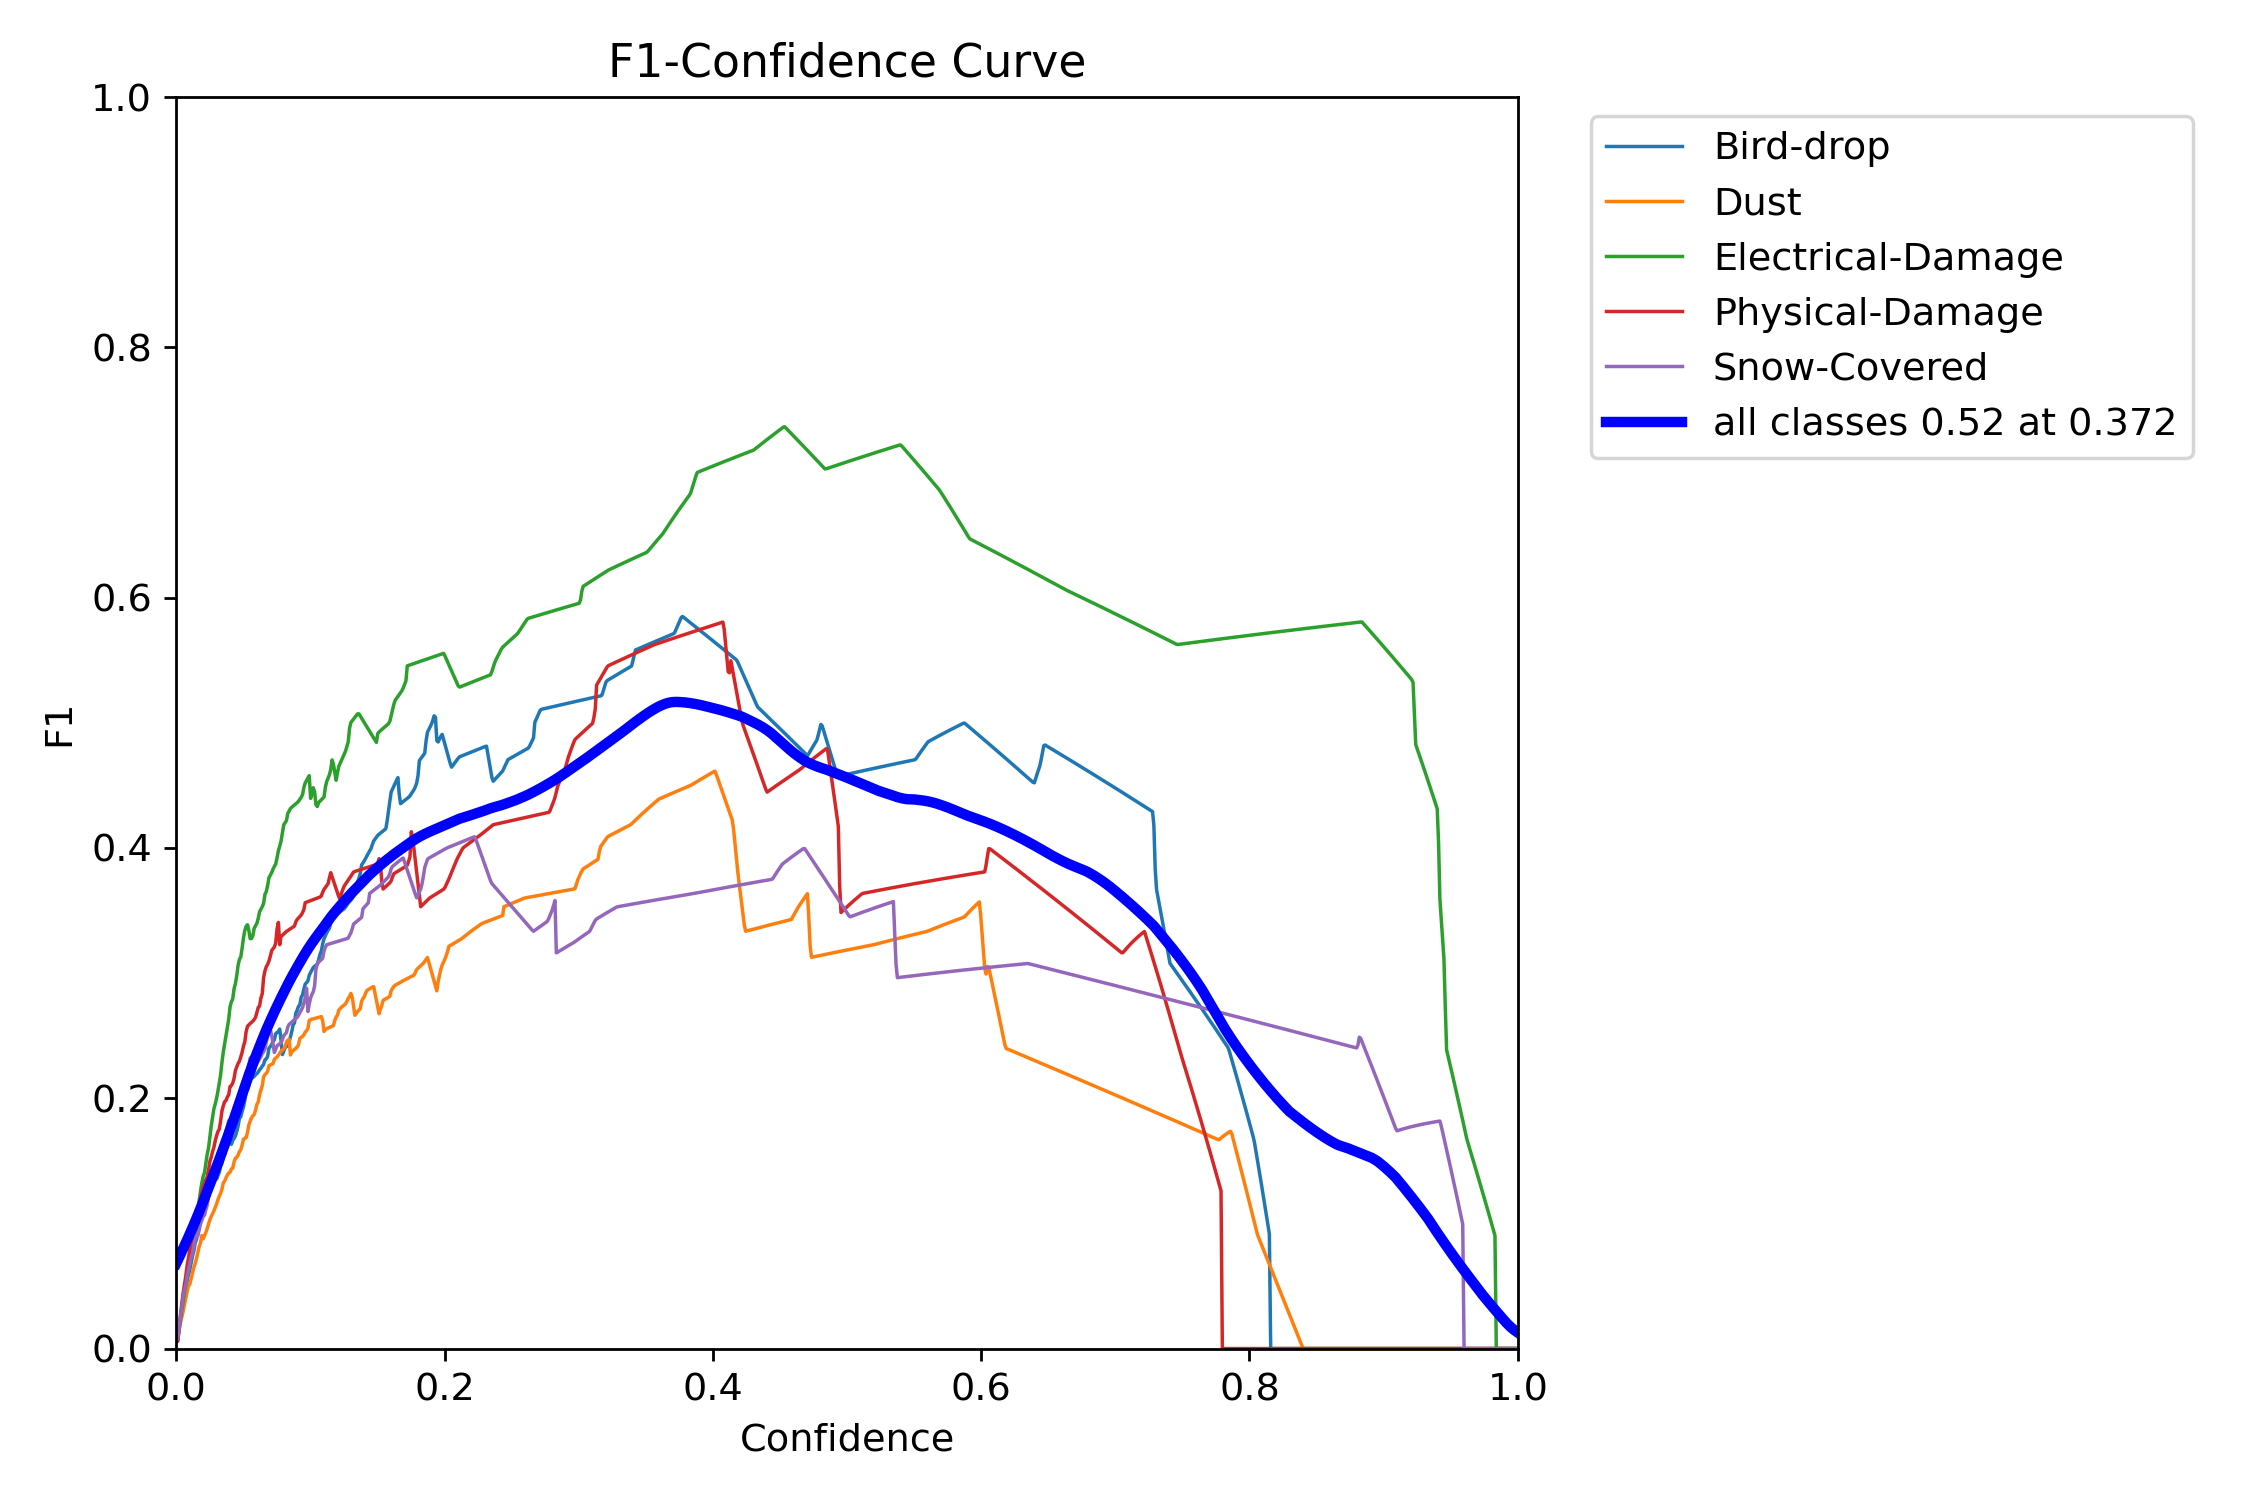 F1-Confidence Curve
1.0
0.8
0.6
0.4
0.2
0.0
F1
0.0 0.2 0.4 0.6 0.8 1.0
Confidence
Bird-drop
Dust
Electrical-Damage
Physical-Damage
Snow-Covered
all classes 0.52 at 0.372